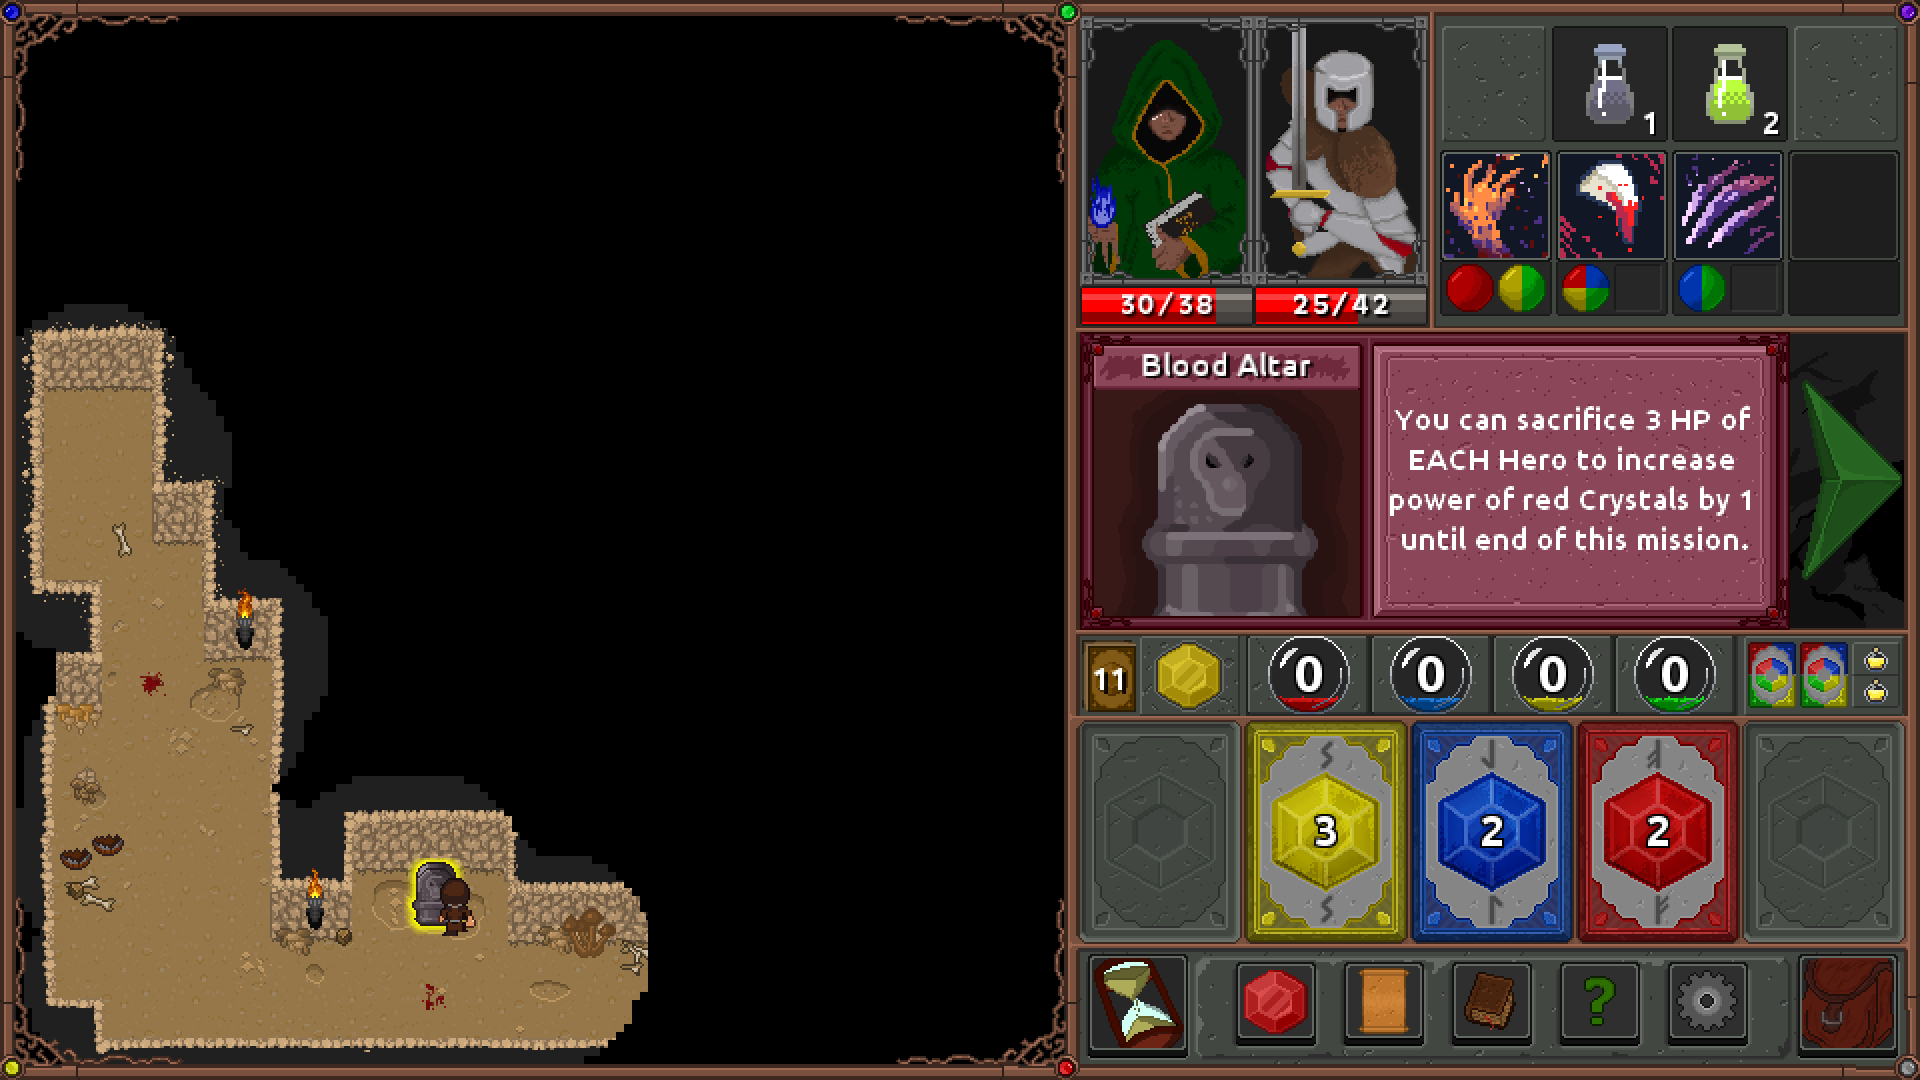 1
2
30/38
25/42
Blood Altar
You can sacrifice 3 HP of
EACH Hero to increase
power of red Crystals by 1
until end of this mission.
11
0
0
0
0
3
2
2
?